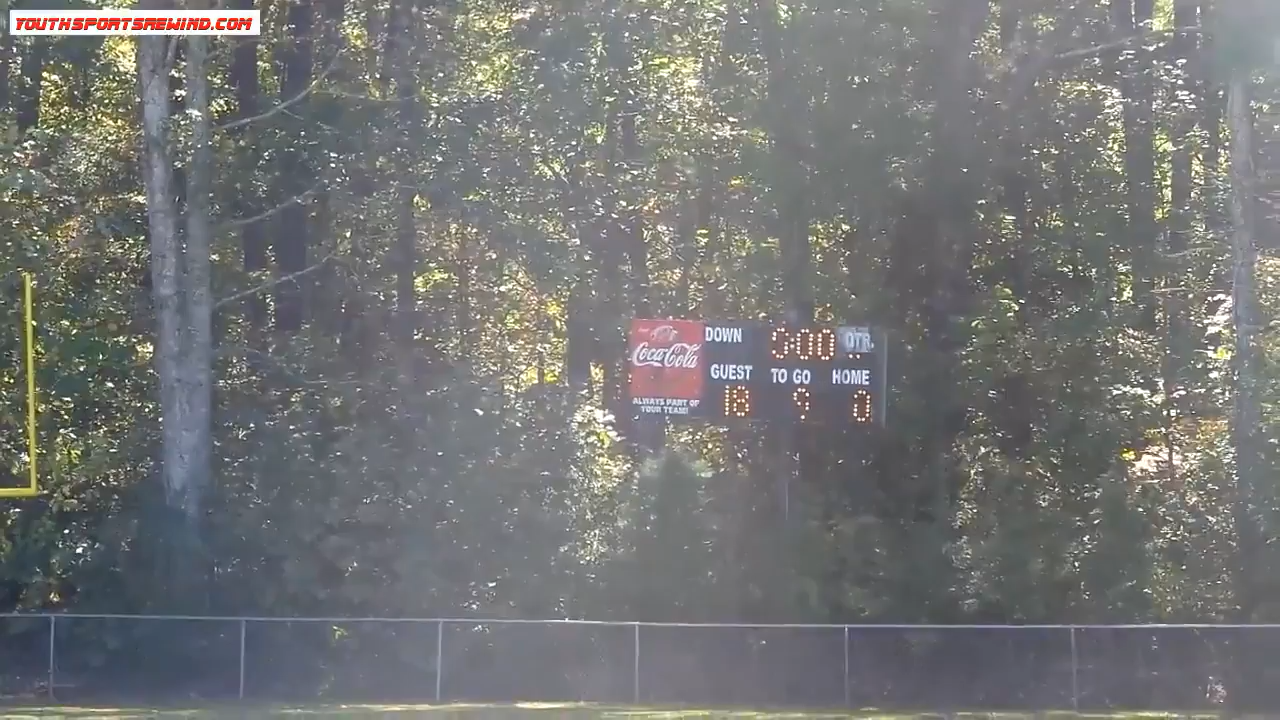 YOUTHSPORTSREWIND.COM
DOWN 0:00 QTR.
Coca-Cola
GUEST TO GO HOME
18 9 0
ALWAYS PART OF
YOUR TEAM!